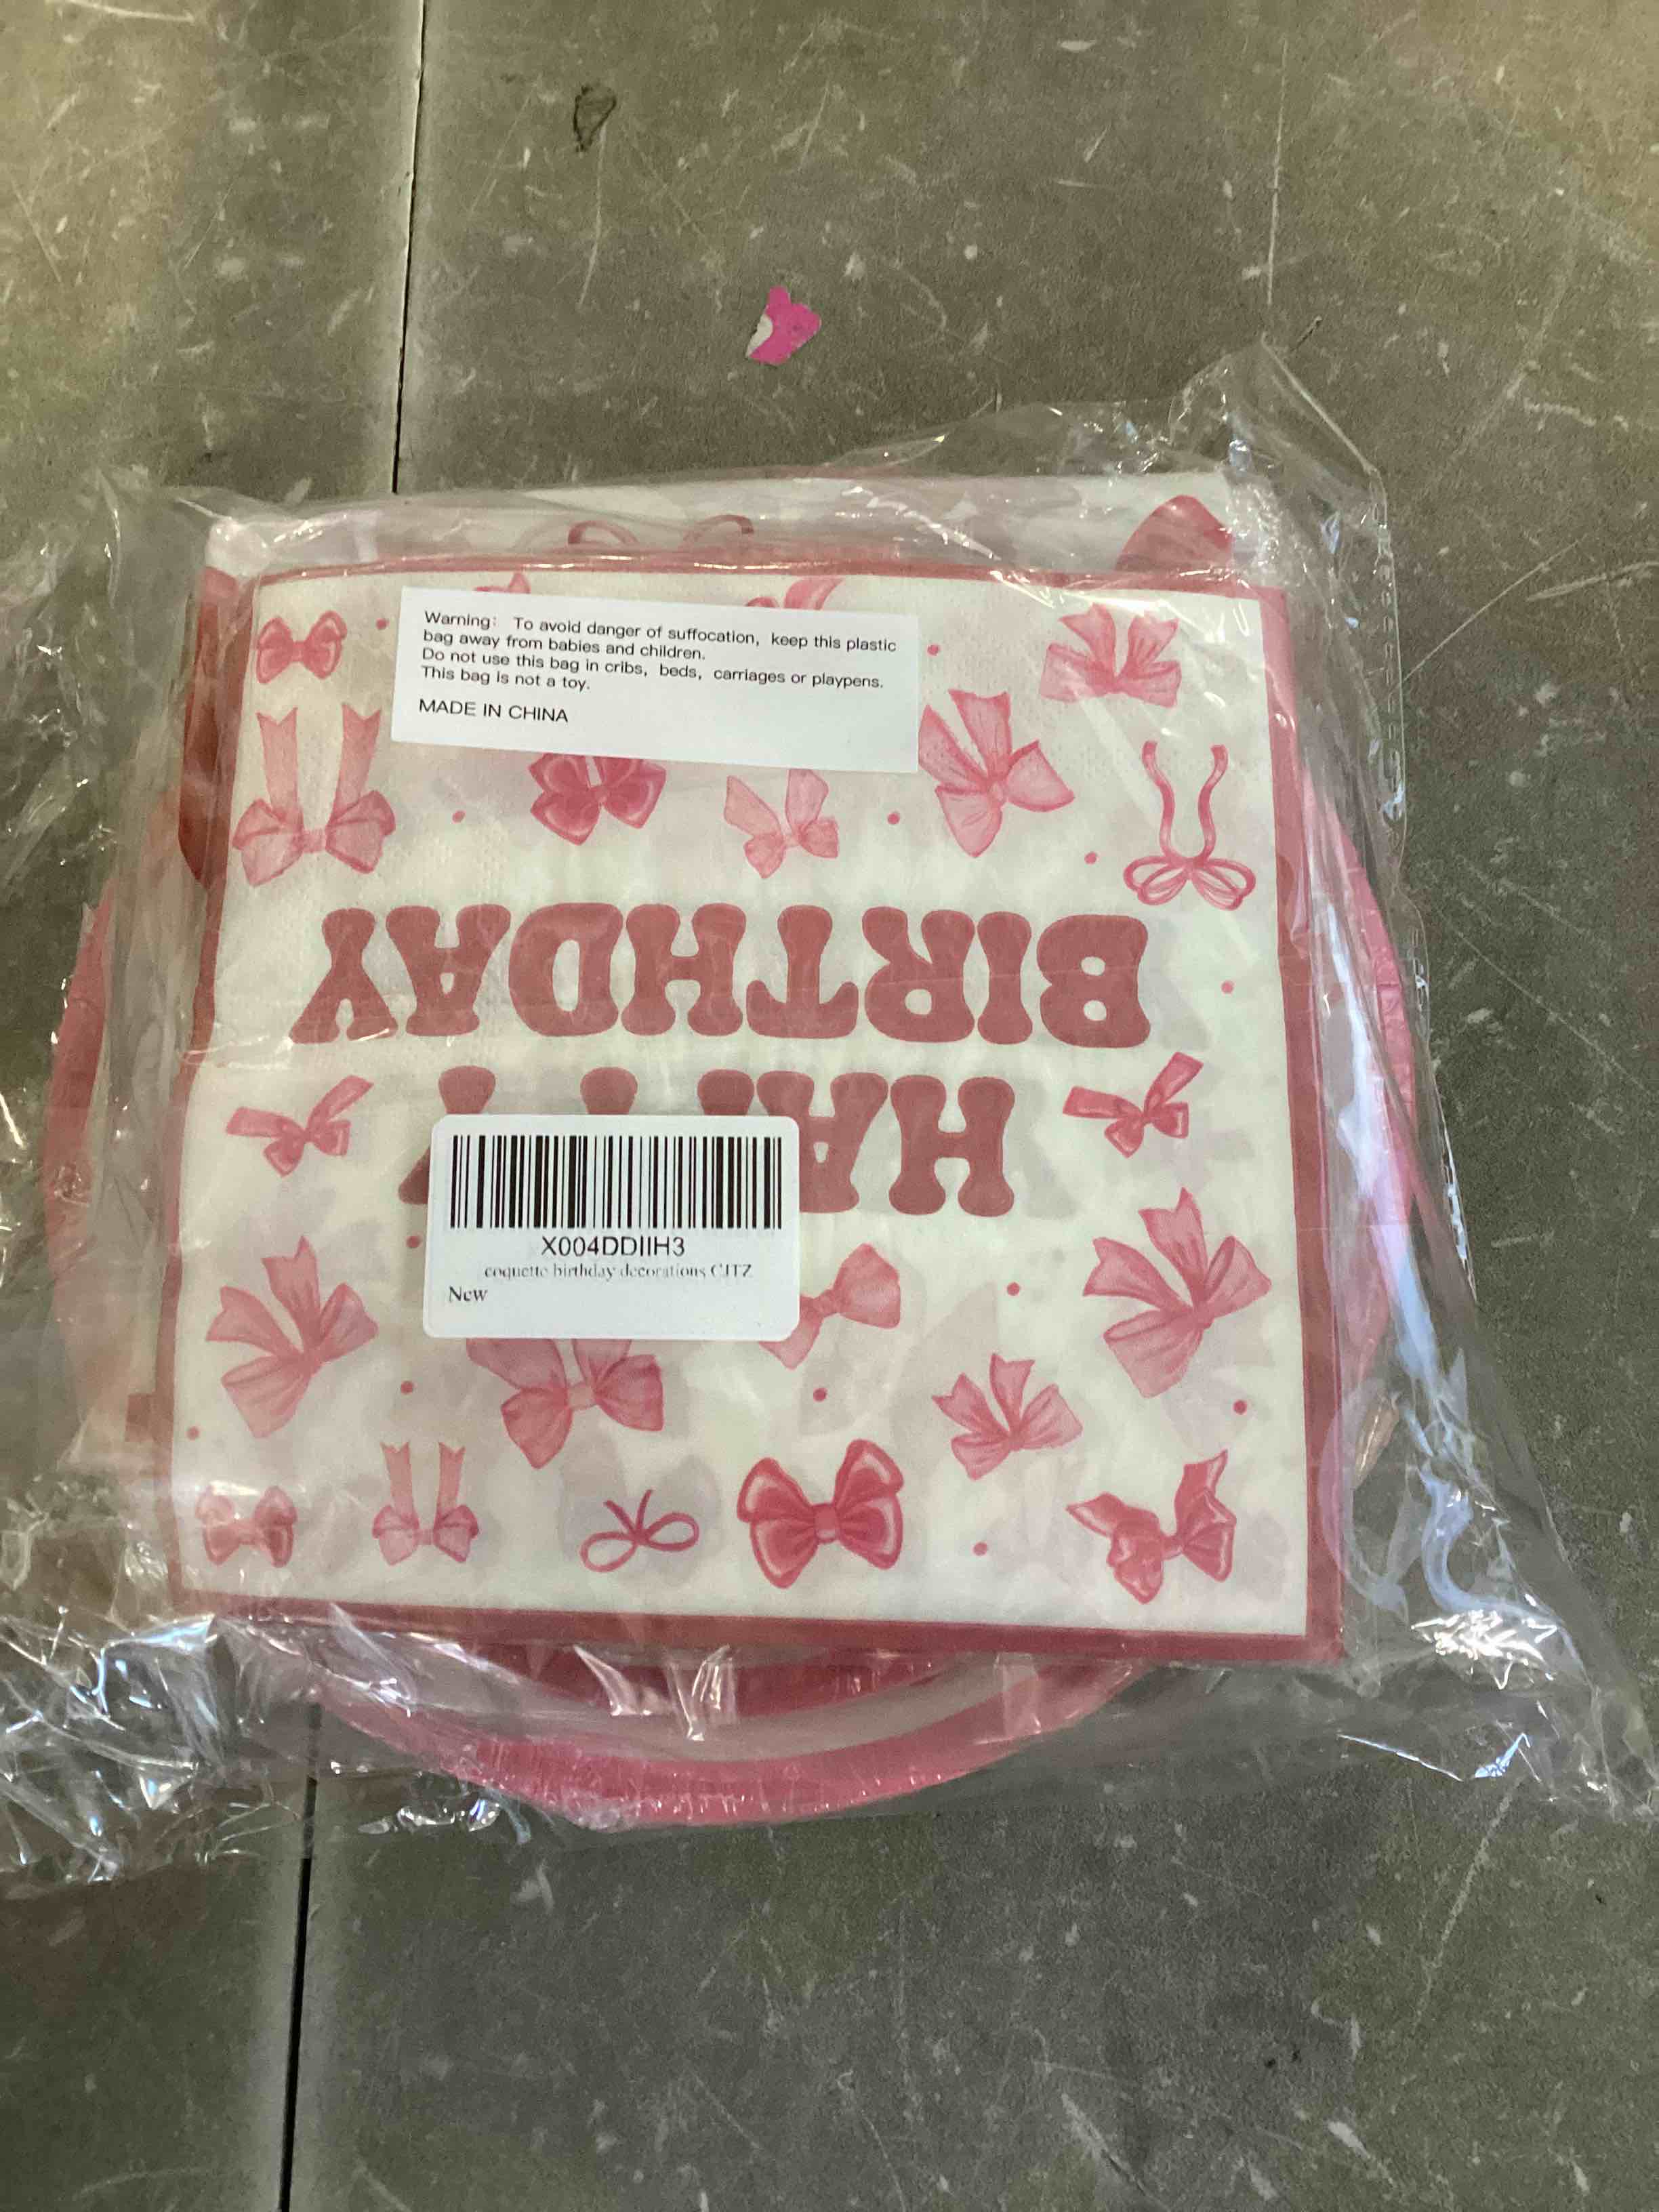 Warning: To avoid danger of suffocation, keep this plastic
bag away from babies and children.
Do not use this bag in cribs, beds, carriages or playpens.
This bag is not a toy.
MADE IN CHINA
HAPPY
BIRTHDAY
X004DDIIH3
coquette birthday decorations CJTZ
New